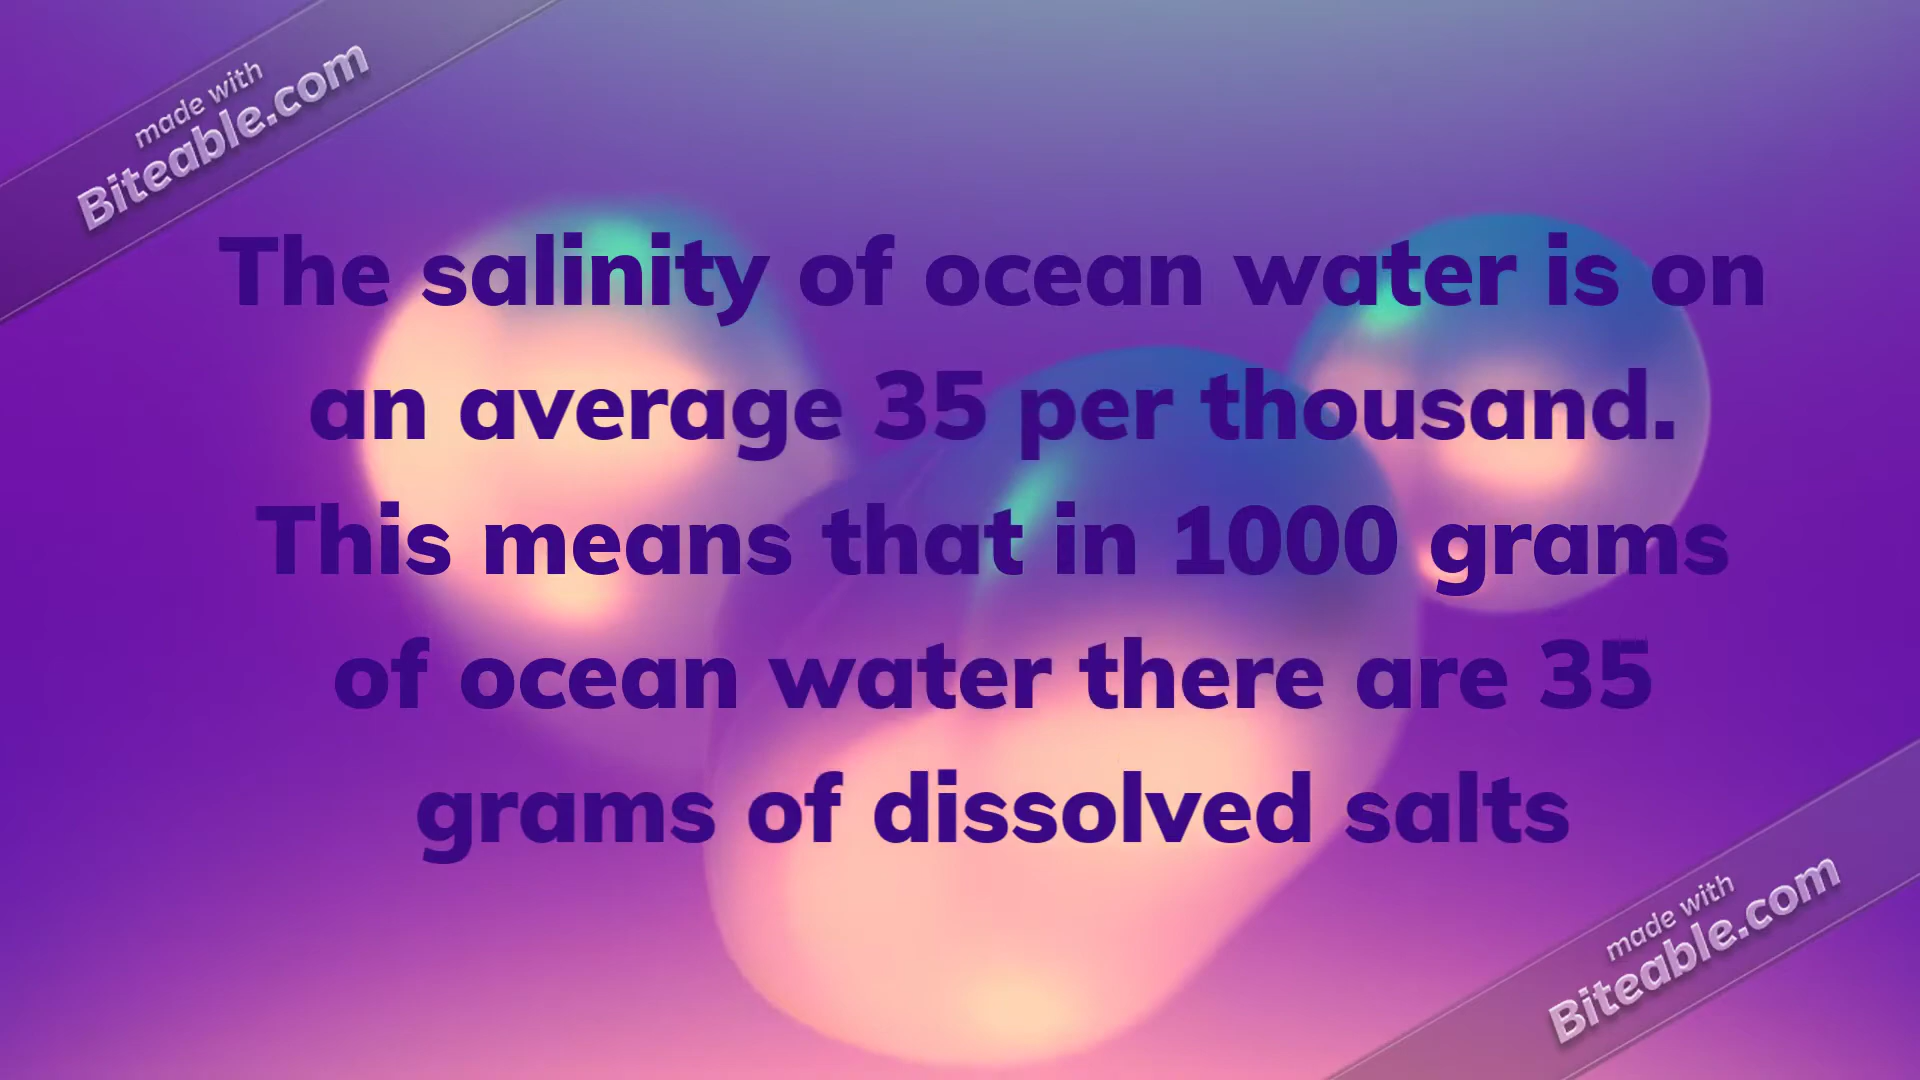 made with
Biteable.com
The salinity of ocean water is on
an average 35 per thousand.
This means that in 1000 grams
of ocean water there are 35
grams of dissolved salts
made with
Biteable.com